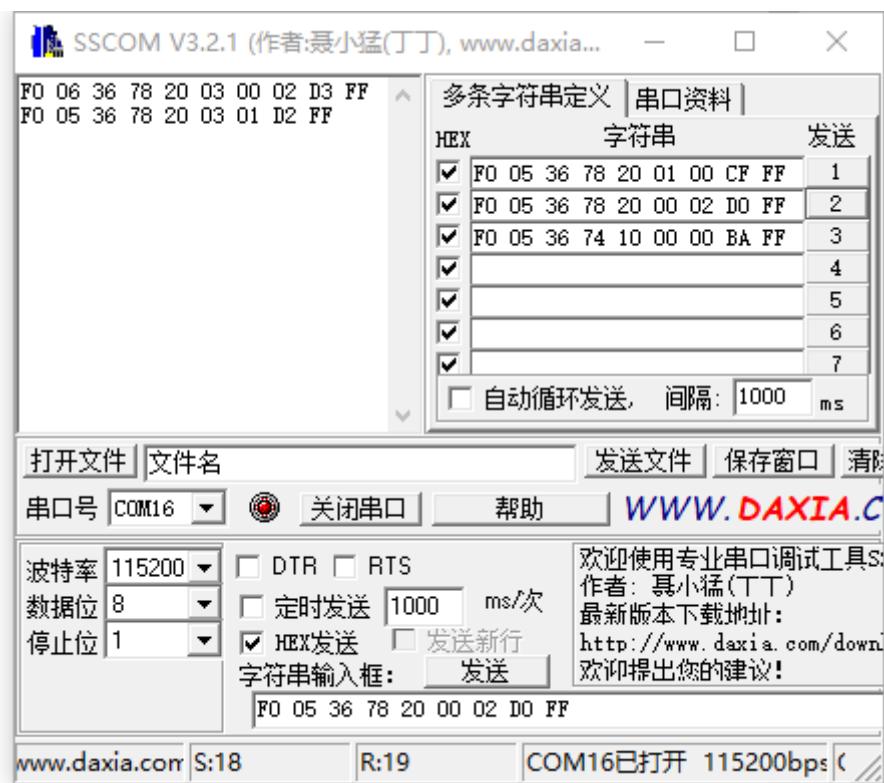 SSCOM V3.2.1 (作者:聂小猛(丁丁), www.daxia...
F0 06 36 78 20 03 00 02 D3 FF
F0 05 36 78 20 03 01 D2 FF
多条字符串定义 串口资料
HEX 字符串 发送
F0 05 36 78 20 01 00 CF FF 1
F0 05 36 78 20 00 02 D0 FF 2
F0 05 36 74 10 00 00 BA FF 3
4
5
6
7
自动循环发送, 间隔: 1000 ms
打开文件 文件名 发送文件 保存窗口 清除
串口号 COM16 关闭串口 帮助 WWW.DAXIA.C
波特率 115200 DTR RTS
数据位 8 定时发送 1000 ms/次
停止位 1 HEX发送 发送新行
字符串输入框: 发送
F0 05 36 78 20 00 02 D0 FF
欢迎使用专业串口调试工具SS
作者: 聂小猛(丁丁)
最新版本下载地址:
http://www.daxia.com/downl
欢迎提出您的建议!
www.daxia.com S:18 R:19 COM16已打开 115200bps (